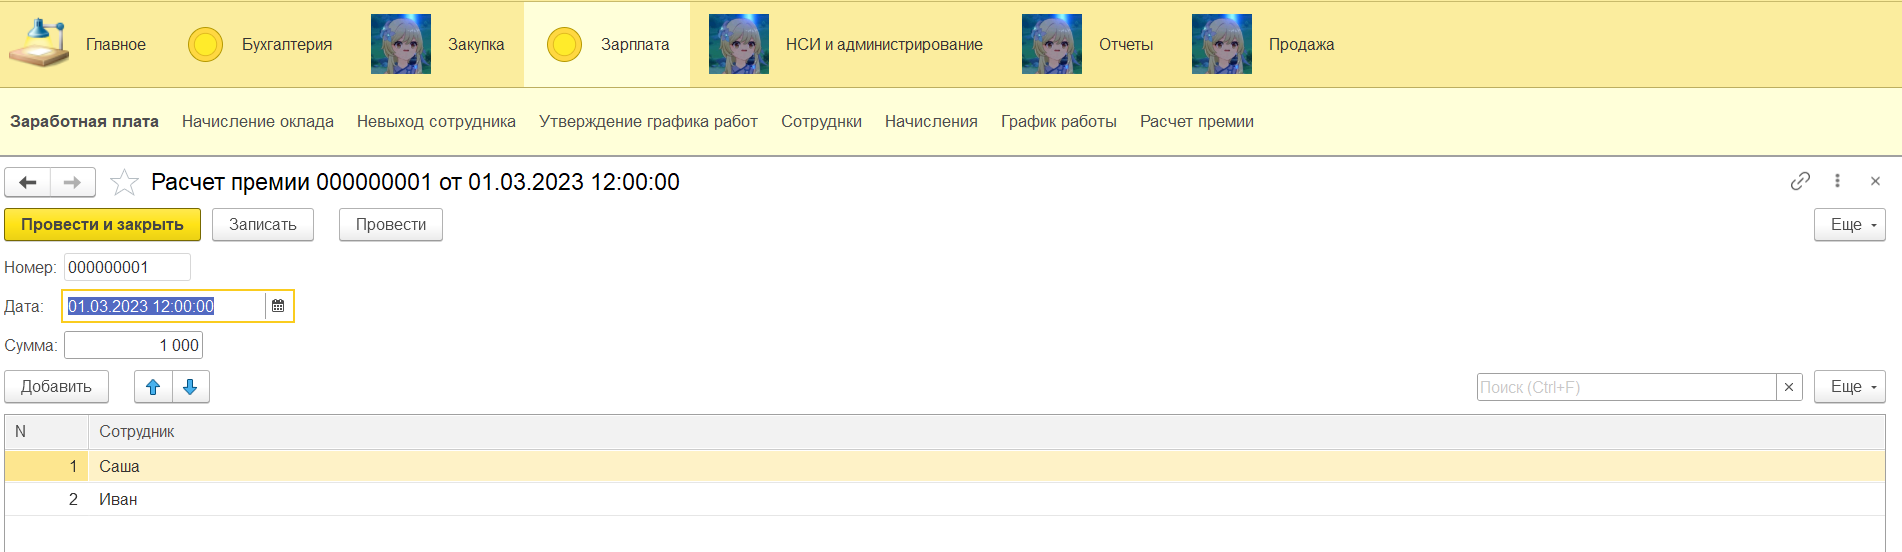 Главное Бухгалтерия Закупка Зарплата НСИ и администрирование Отчеты Продажа
Заработная плата Начисление оклада Невыход сотрудника Утверждение графика работ Сотруднки Начисления График работы Расчет премии
Расчет премии 000000001 от 01.03.2023 12:00:00
Провести и закрыть Записать Провести Еще
Номер: 000000001
Дата: 01.03.2023 12:00:00
Сумма: 1 000
Добавить Поиск (Ctrl+F) Еще
N Сотрудник
1 Саша
2 Иван